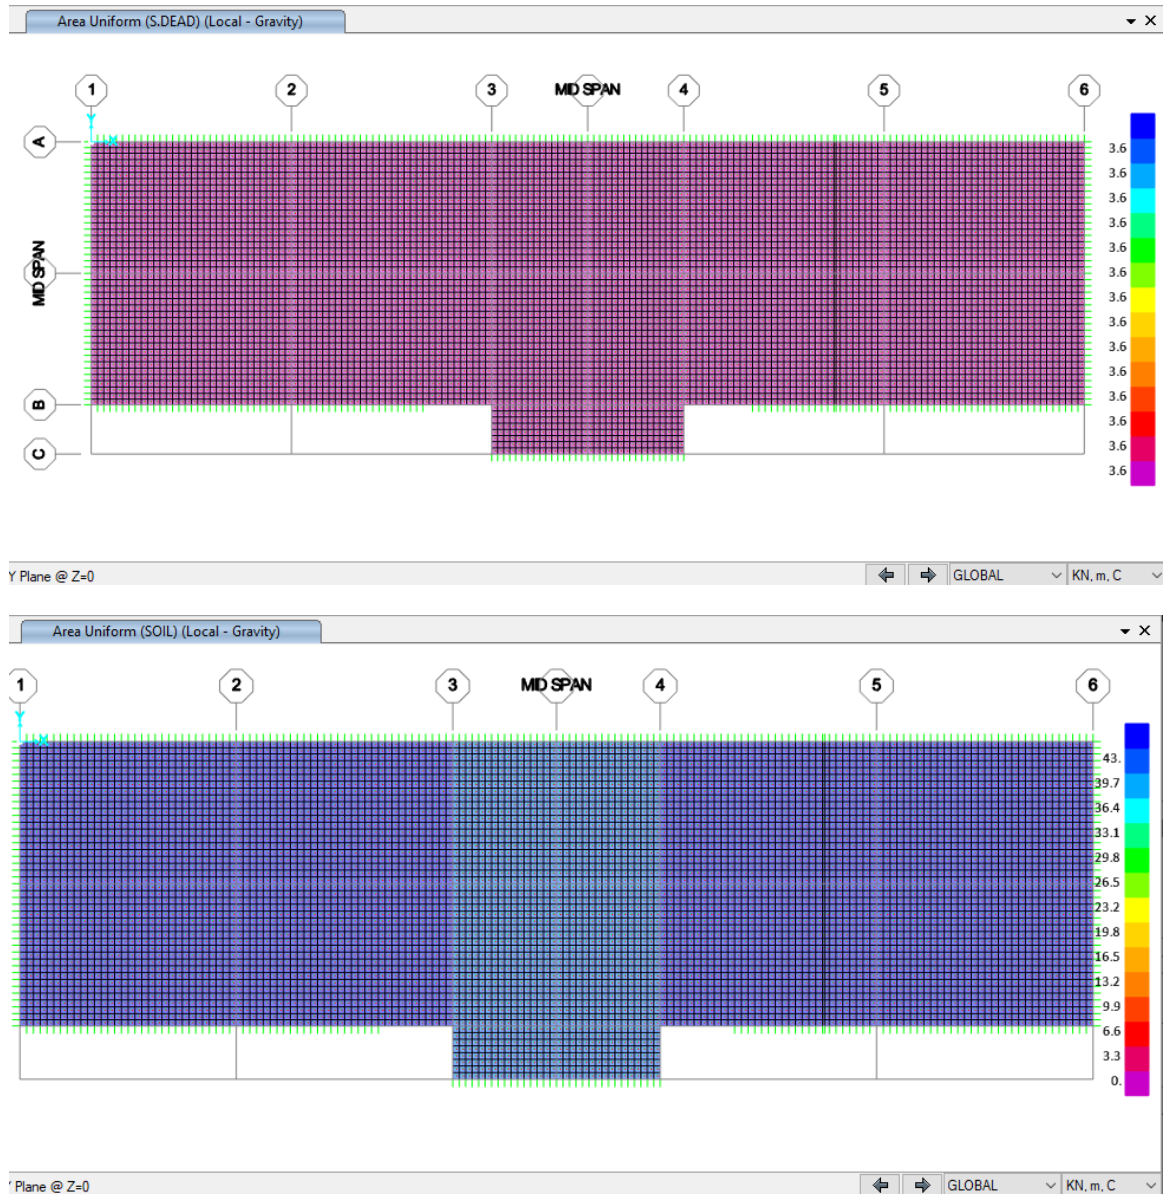 Area Uniform (S.DEAD) (Local - Gravity)
1 2 3 MID SPAN 4 5 6
Y X
A
MID SPAN
B
C
3.6
3.6
3.6
3.6
3.6
3.6
3.6
3.6
3.6
3.6
3.6
3.6
3.6
3.6
Y Plane @ Z=0 GLOBAL KN, m, C
Area Uniform (SOIL) (Local - Gravity)
1 2 3 MID SPAN 4 5 6
Y X
43.
39.7
36.4
33.1
29.8
26.5
23.2
19.8
16.5
13.2
9.9
6.6
3.3
0.
Plane @ Z=0 GLOBAL KN, m, C